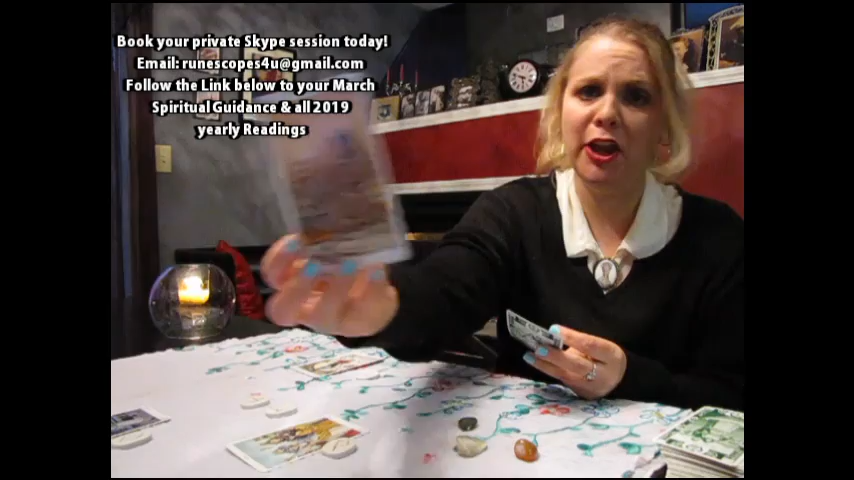 Book your private Skype session today!
Email: runescopes4u@gmail.com
Follow the Link below to your March
Spiritual Guidance & all 2019
yearly Readings